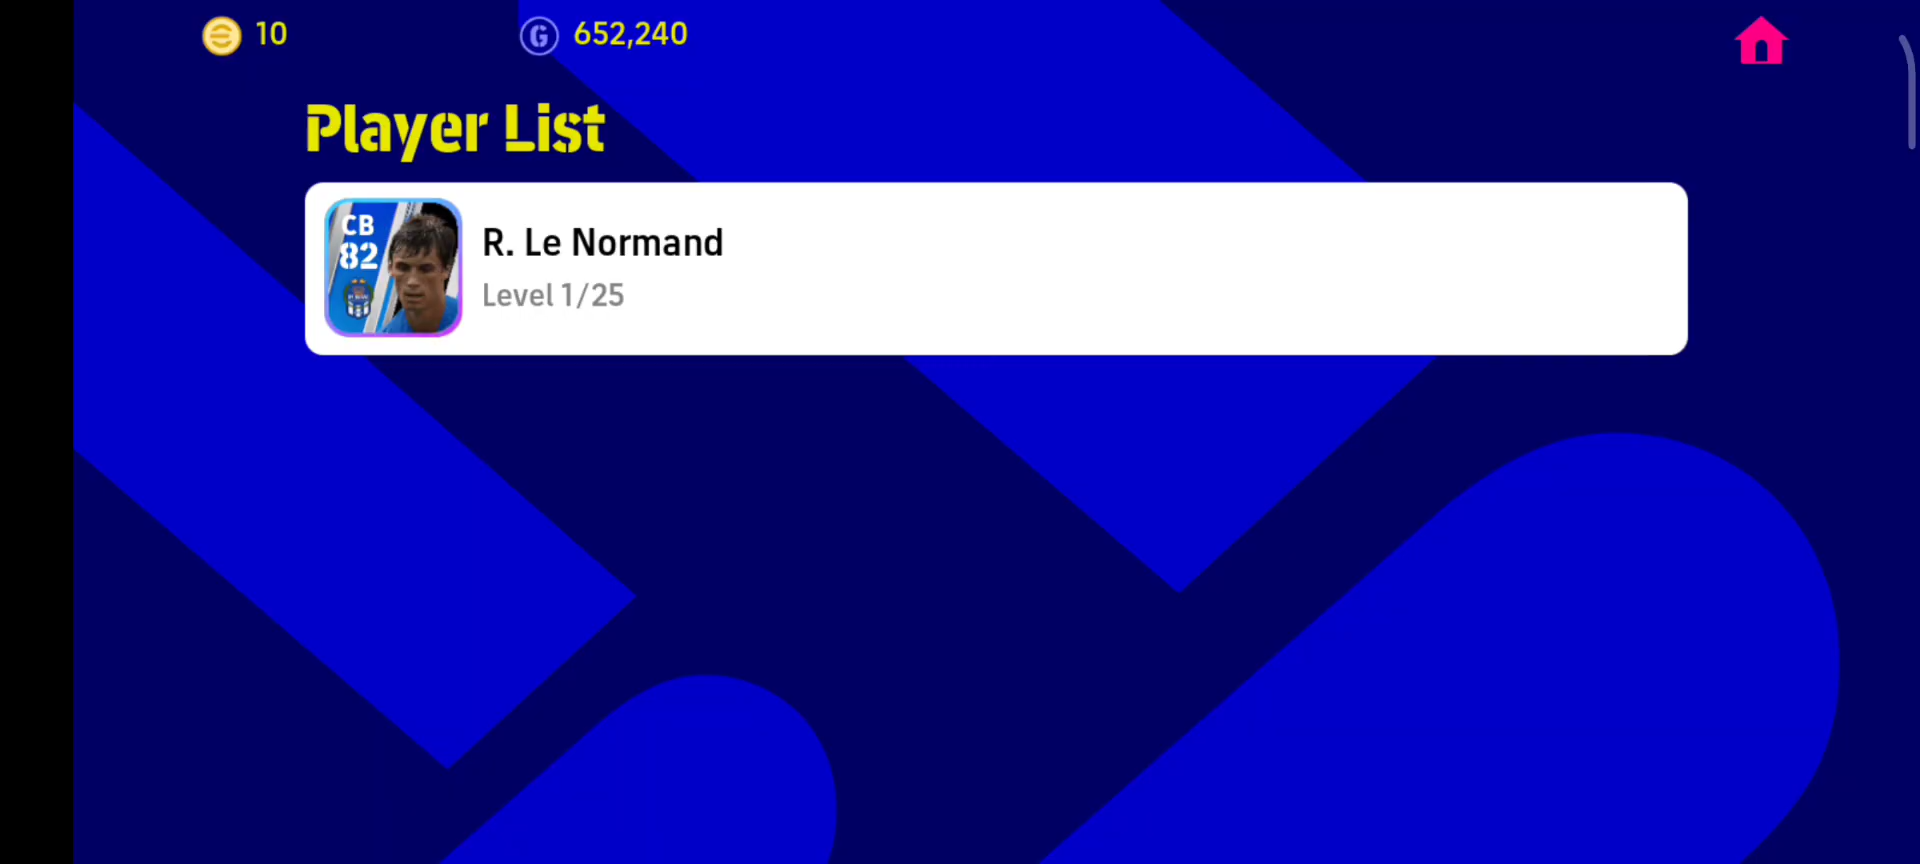 10
652,240
Player List
CB
82
R. Le Normand
Level 1/25